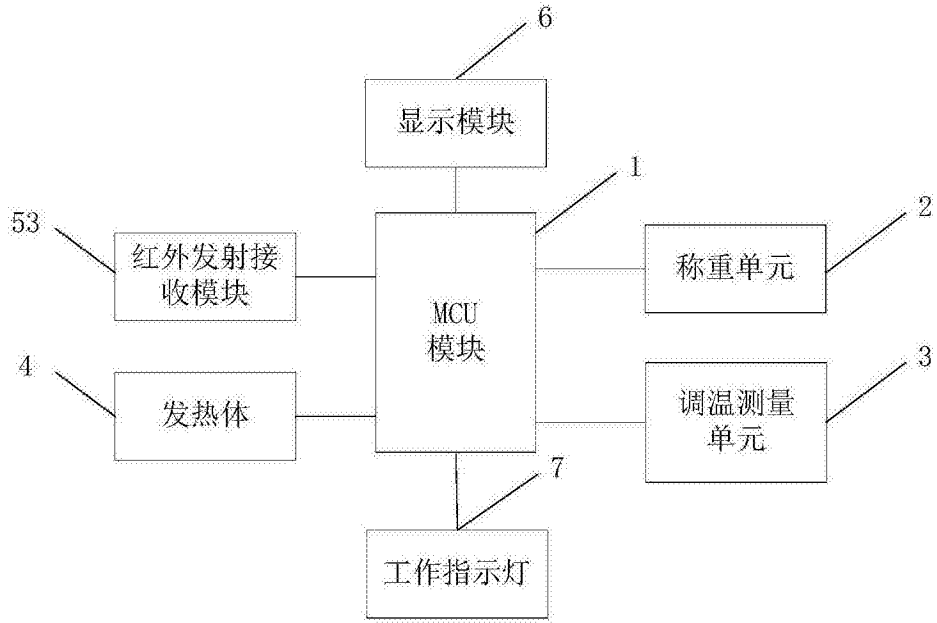 6
显示模块
1
53
红外发射接
收模块
MCU
模块
2
称重单元
4
发热体
3
调温测量
单元
7
工作指示灯